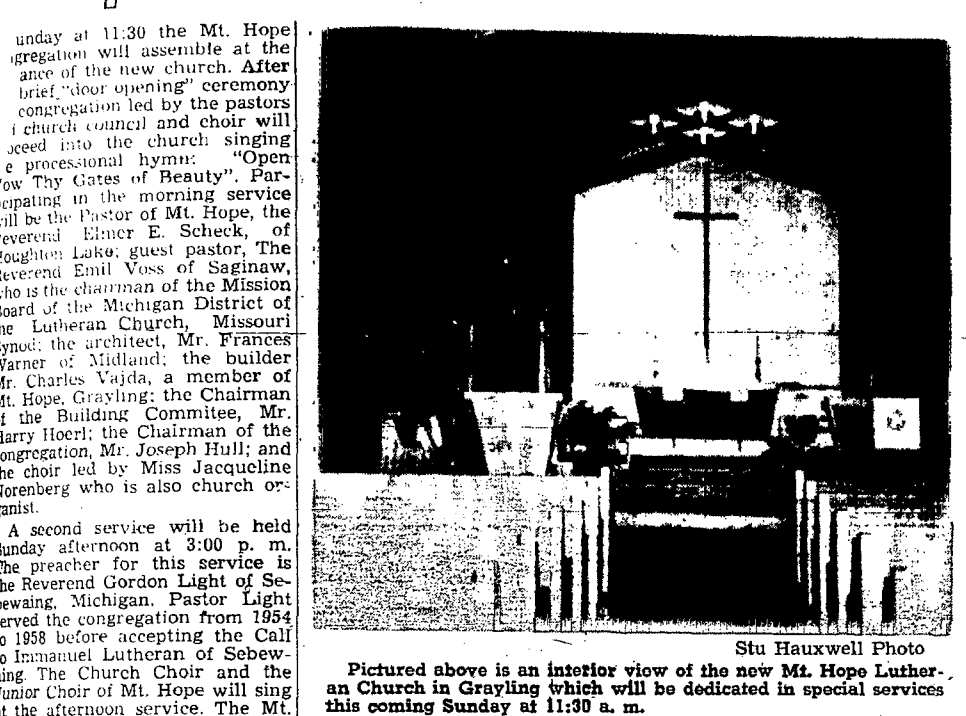 unday at 11:30 the Mt. Hope
gregation will assemble at the
ance of the new church. After
brief "door opening" ceremony
congregation led by the pastors
church council and choir will
oceed into the church singing
e processional hymn: "Open
Now Thy Gates of Beauty". Par-
cipating in the morning service
will be the Pastor of Mt. Hope, the
Reverend Elmer E. Scheck, of
Houghton Lake; guest pastor, The
Reverend Emil Voss of Saginaw,
who is the chairman of the Mission
Board of the Michigan District of
he Lutheran Church, Missouri
Synod; the architect, Mr. Frances
Warner of Midland; the builder
Mr. Charles Vajda, a member of
Mt. Hope, Grayling; the Chairman
of the Building Commitee, Mr.
Harry Hoerl; the Chairman of the
ongregation, Mr. Joseph Hull; and
he choir led by Miss Jacqueline
Norenberg who is also church or-
ganist.
A second service will be held
Sunday afternoon at 3:00 p. m.
The preacher for this service is
the Reverend Gordon Light of Se-
bewaing, Michigan. Pastor Light
served the congregation from 1954
to 1958 before accepting the Call
to Immanuel Lutheran of Sebew-
aing. The Church Choir and the
Junior Choir of Mt. Hope will sing
at the afternoon service. The Mt.
Stu Hauxwell Photo
Pictured above is an interior view of the new Mt. Hope Luther-
an Church in Grayling which will be dedicated in special services
this coming Sunday at 11:30 a. m.